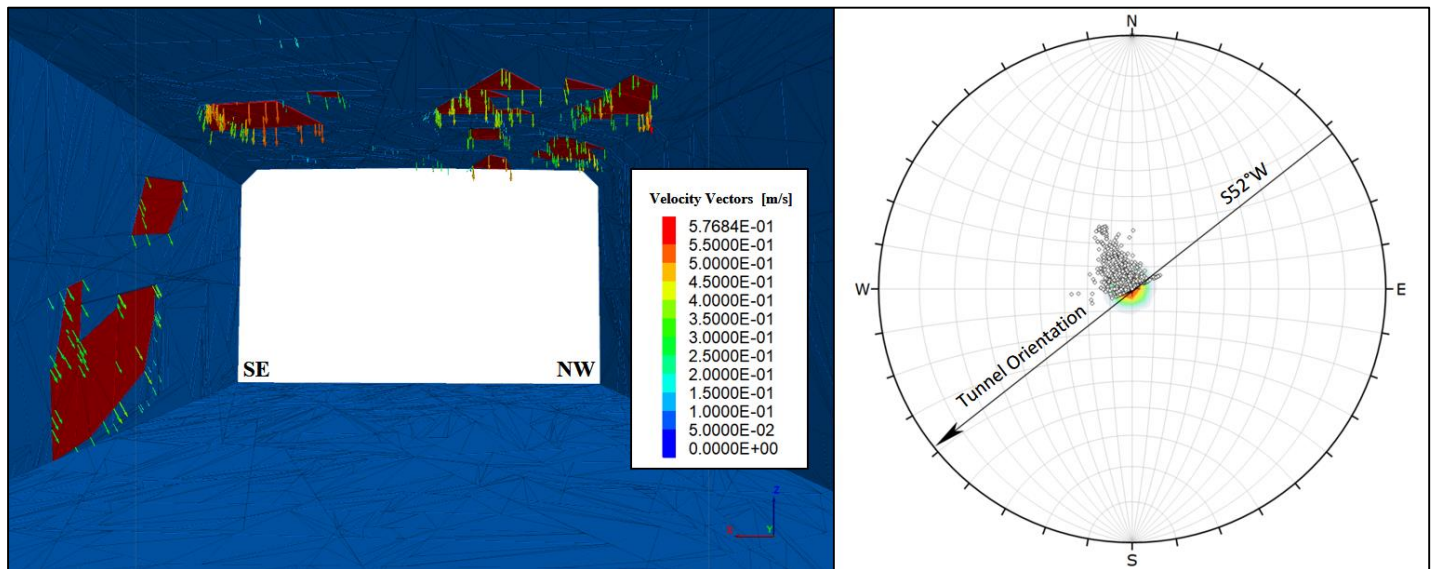 Velocity Vectors [m/s]
5.7684E-01
5.5000E-01
5.0000E-01
4.5000E-01
4.0000E-01
3.5000E-01
3.0000E-01
2.5000E-01
2.0000E-01
1.5000E-01
1.0000E-01
5.0000E-02
0.0000E+00
SE
NW
Z
Y
N
S52°W
W
E
Tunnel Orientation
S